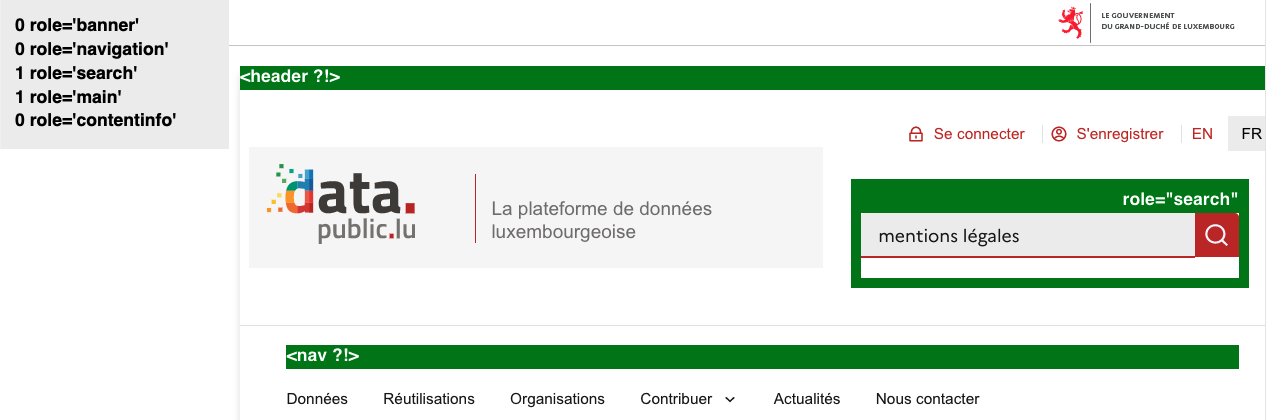 0 role='banner'
0 role='navigation'
1 role='search'
1 role='main'
0 role='contentinfo'
LE GOUVERNEMENT
DU GRAND-DUCHÉ DE LUXEMBOURG
<header ?!>
Se connecter
S'enregistrer
EN
FR
data.
public.lu
La plateforme de données
luxembourgeoise
role="search"
mentions légales
<nav ?!>
Données
Réutilisations
Organisations
Contribuer
Actualités
Nous contacter